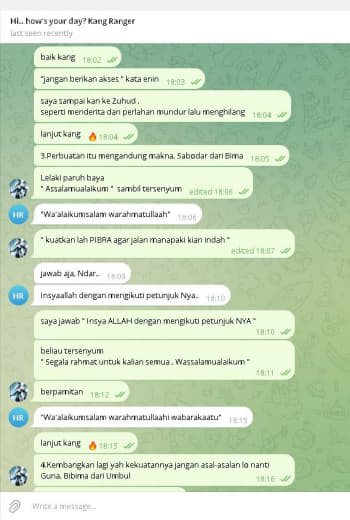 Hi.. how's your day? Kang Ranger
last seen recently
baik kang 18:02
"jangan berikan akses " kata enin 18:03
saya sampai kan ke Zuhud .
seperti menderita dan perlahan mundur lalu menghilang 18:04
lanjut kang 🔥 18:04
3.Perbuatan itu mengandung makna, Sabodar dari Bima 18:05
Lelaki paruh baya
" Assalamualaikum " sambil tersenyum edited 18:06
HR
"Wa'alaikumsalam warahmatullaah" 18:06
" kuatkan lah PIBRA agar jalan manapaki kian indah "
edited 18:07
jawab aja, Ndar.. 18:09
HR
Insyaallah dengan mengikuti petunjuk Nya.. 18:10
saya jawab " Insya ALLAH dengan mengikuti petunjuk NYA "
18:10
beliau tersenyum
" Segala rahmat untuk kalian semua , Wassalamualaikum "
18:11
berpamitan 18:12
HR
"Wa'alaikumsalam warahmatullaahi wabarakaatu" 18:15
lanjut kang 🔥 18:15
4.Kembangkan lagi yah kekuatannya jangan asal-asalan lo nanti
Guna, Bibima dari Umbul 18:16
Write a message...